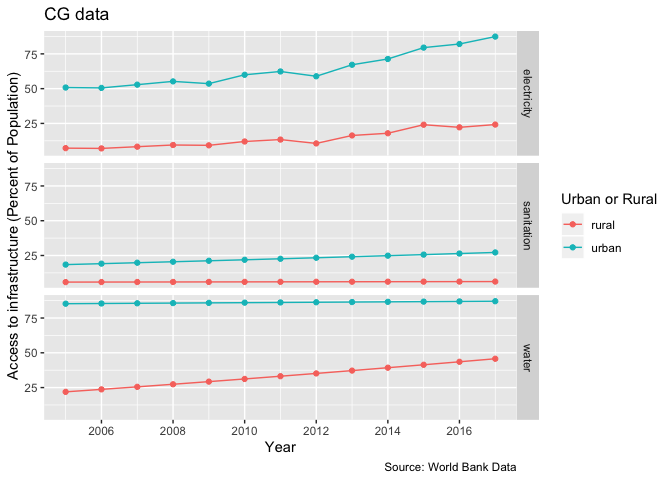 CG data
Access to infrastructure (Percent of Population)
75
50
25
electricity
75
50
25
sanitation
75
50
25
water
2006 2008 2010 2012 2014 2016
Year
Urban or Rural
rural
urban
Source: World Bank Data